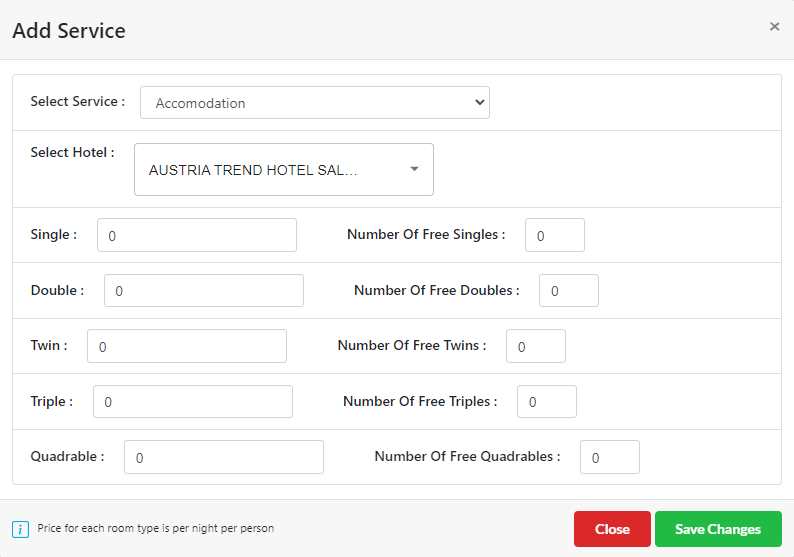 Add Service
×
Select Service : Accomodation
Select Hotel : AUSTRIA TREND HOTEL SAL...
Single : 0 Number Of Free Singles : 0
Double : 0 Number Of Free Doubles : 0
Twin : 0 Number Of Free Twins : 0
Triple : 0 Number Of Free Triples : 0
Quadrable : 0 Number Of Free Quadrables : 0
i Price for each room type is per night per person Close Save Changes